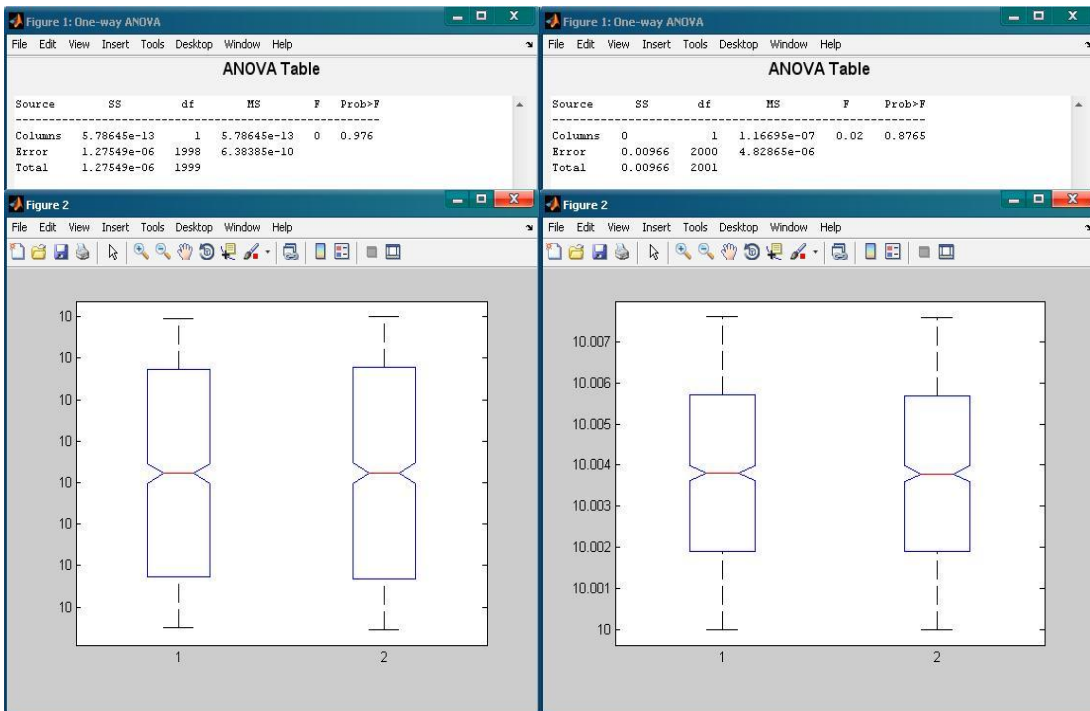 Figure 1: One-way ANOVA
File Edit View Insert Tools Desktop Window Help
ANOVA Table
Source SS df MS F Prob>F
Columns 5.78645e-13 1 5.78645e-13 0 0.976
Error 1.27549e-06 1998 6.38385e-10
Total 1.27549e-06 1999
Figure 2
File Edit View Insert Tools Desktop Window Help
10
10
10
10
10
10
10
10
1 2
Figure 1: One-way ANOVA
File Edit View Insert Tools Desktop Window Help
ANOVA Table
Source SS df MS F Prob>F
Columns 0 1 1.16695e-07 0.02 0.8765
Error 0.00966 2000 4.82865e-06
Total 0.00966 2001
Figure 2
File Edit View Insert Tools Desktop Window Help
10.007
10.006
10.005
10.004
10.003
10.002
10.001
10
1 2